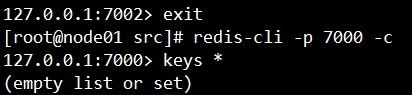 127.0.0.1:7002> exit
[root@node01 src]# redis-cli -p 7000 -c
127.0.0.1:7000> keys *
(empty list or set)